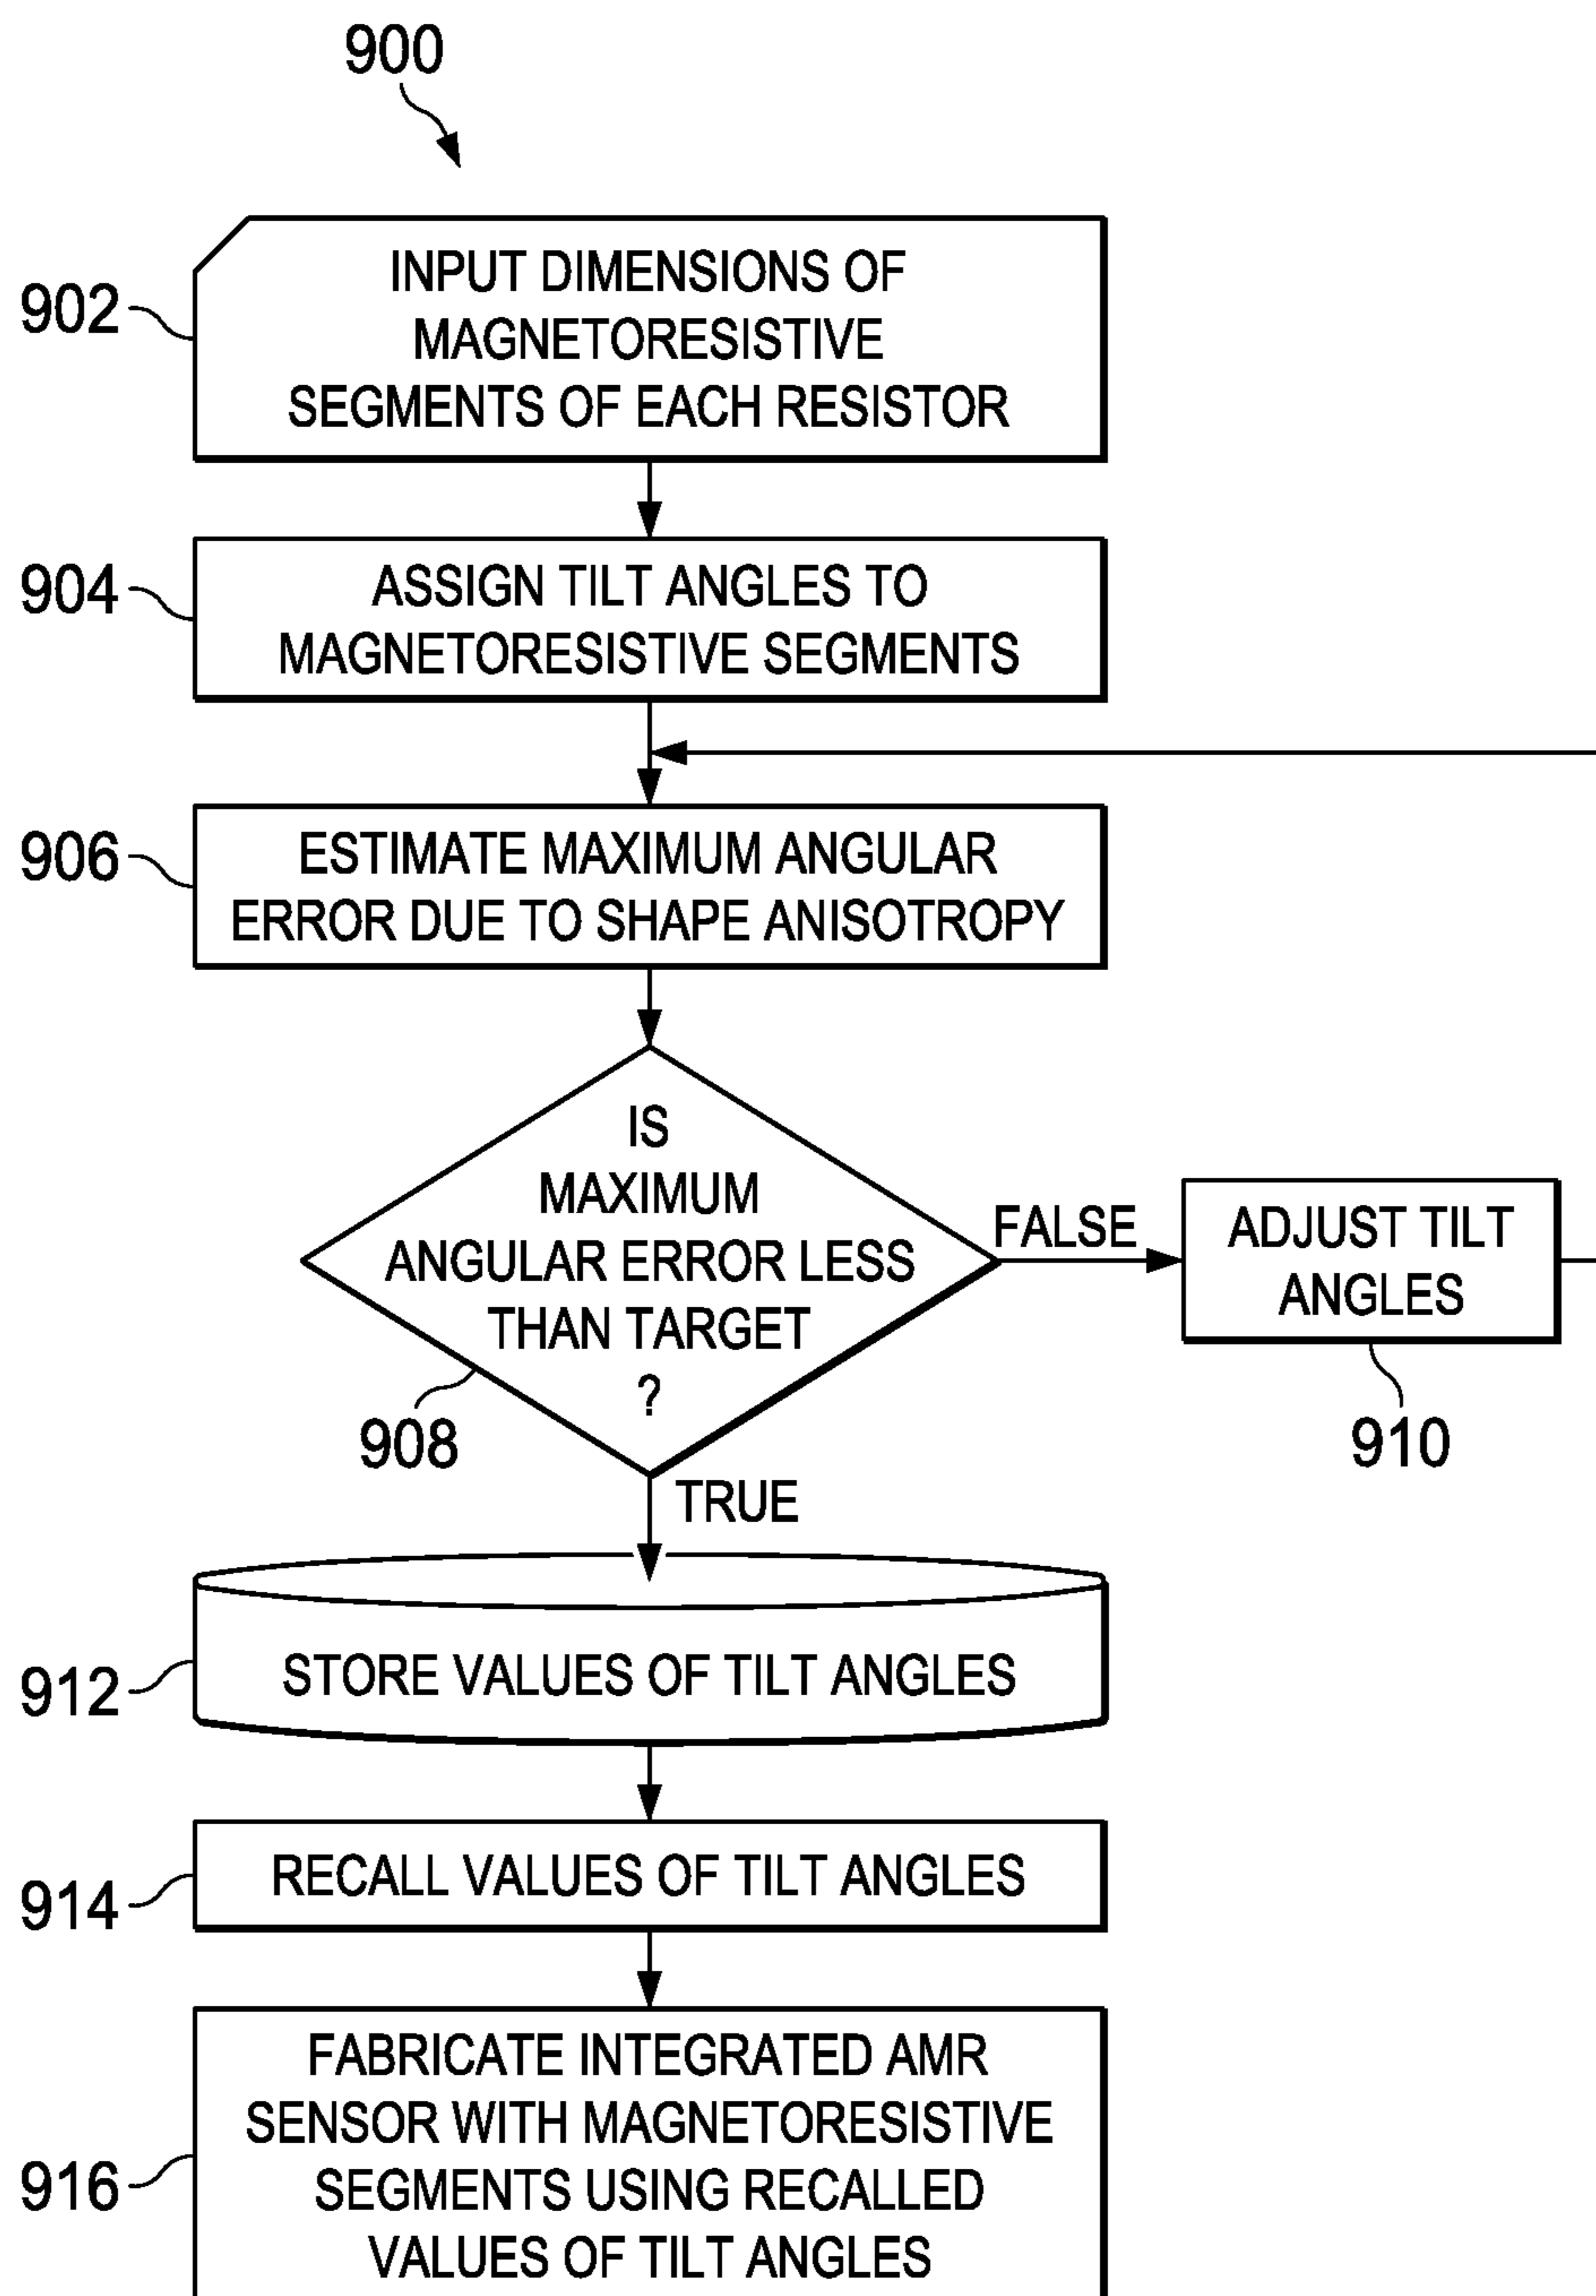 900
902
INPUT DIMENSIONS OF
MAGNETORESISTIVE
SEGMENTS OF EACH RESISTOR
904
ASSIGN TILT ANGLES TO
MAGNETORESISTIVE SEGMENTS
906
ESTIMATE MAXIMUM ANGULAR
ERROR DUE TO SHAPE ANISOTROPY
IS
MAXIMUM
ANGULAR ERROR LESS
THAN TARGET
?
908
FALSE
ADJUST TILT
ANGLES
910
TRUE
912
STORE VALUES OF TILT ANGLES
914
RECALL VALUES OF TILT ANGLES
916
FABRICATE INTEGRATED AMR
SENSOR WITH MAGNETORESISTIVE
SEGMENTS USING RECALLED
VALUES OF TILT ANGLES